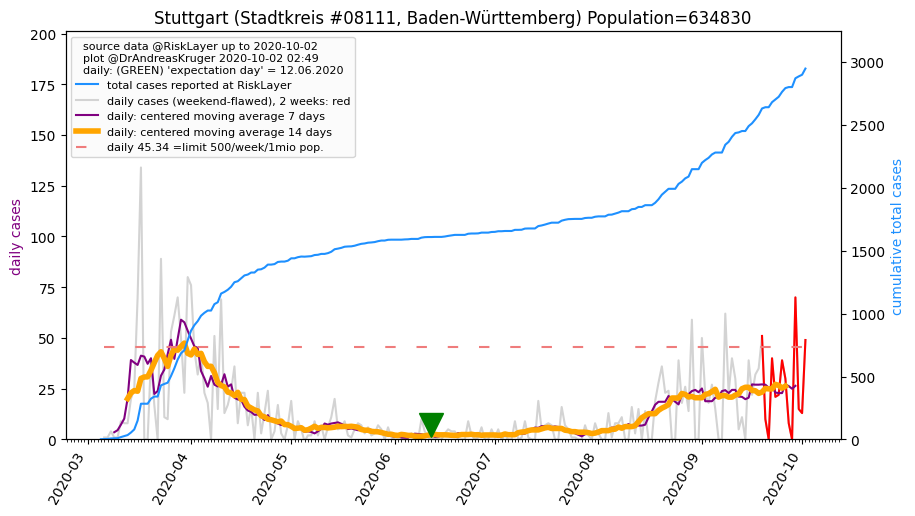 Stuttgart (Stadtkreis #08111, Baden-Württemberg) Population=634830
source data @RiskLayer up to 2020-10-02
plot @DrAndreasKruger 2020-10-02 02:49
daily: (GREEN) 'expectation day' = 12.06.2020
total cases reported at RiskLayer
daily cases (weekend-flawed), 2 weeks: red
daily: centered moving average 7 days
daily: centered moving average 14 days
daily 45.34 =limit 500/week/1mio pop.
daily cases
200
175
150
125
100
75
50
25
0
cumulative total cases
3000
2500
2000
1500
1000
500
0
2020-03
2020-04
2020-05
2020-06
2020-07
2020-08
2020-09
2020-10